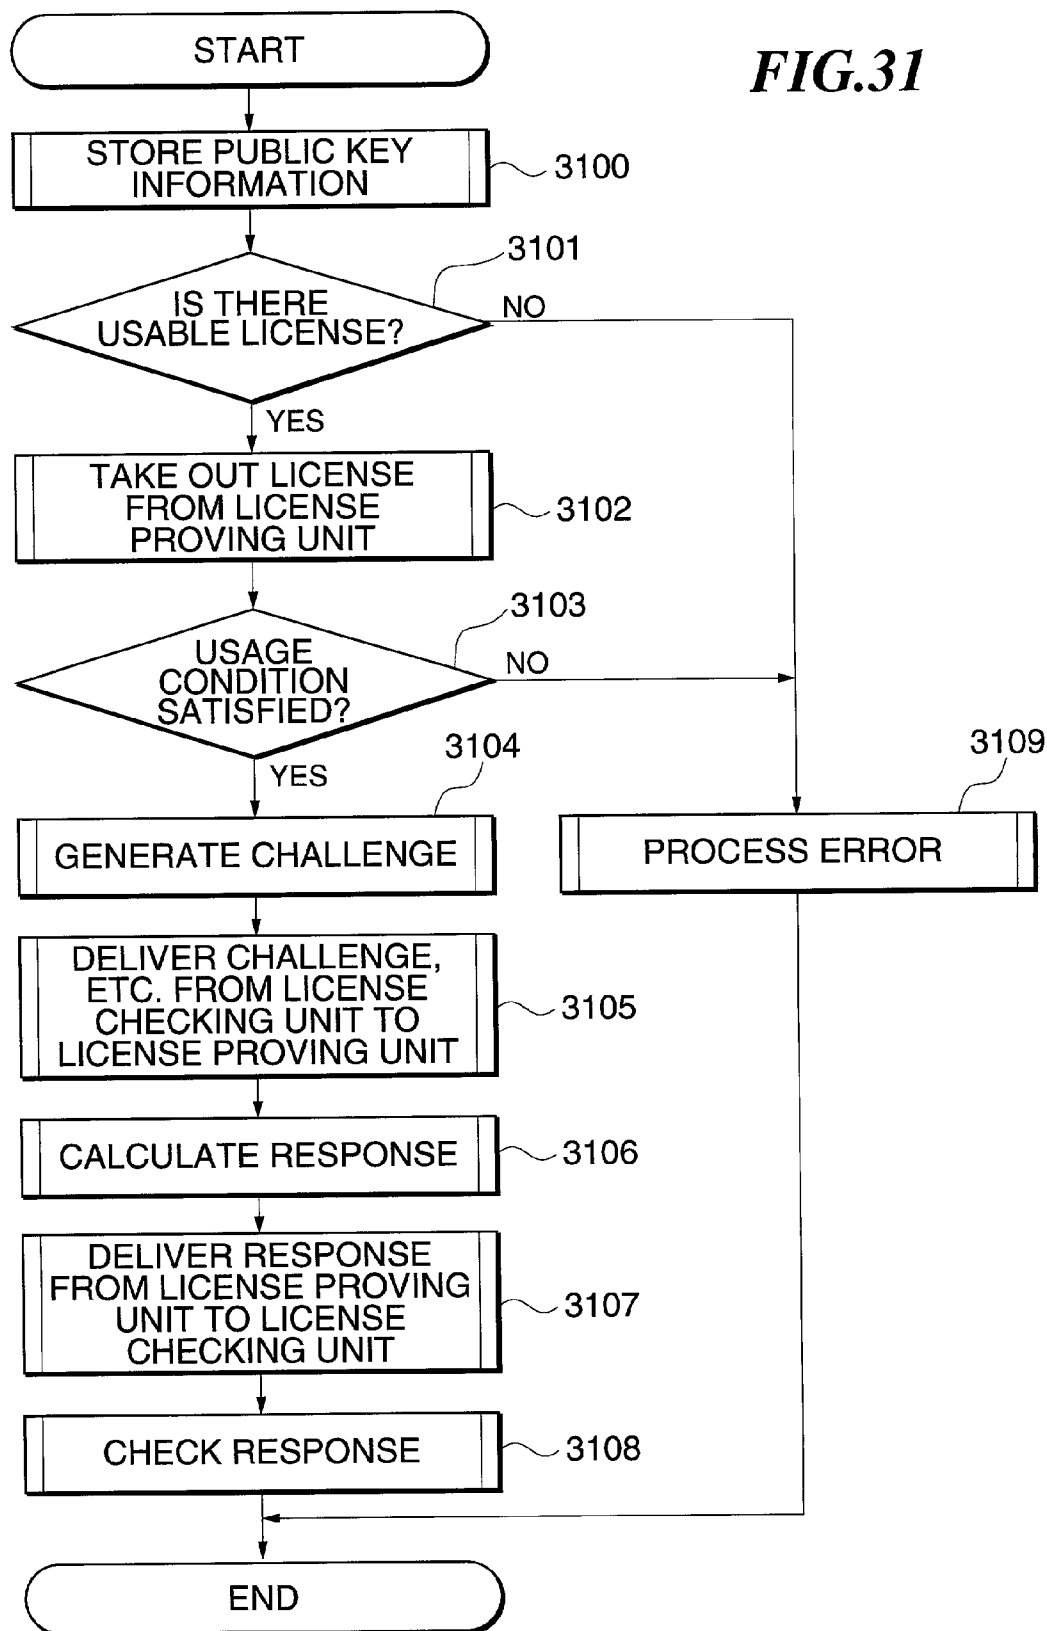 START
FIG.31
STORE PUBLIC KEY
INFORMATION
3100
3101
IS THERE
USABLE LICENSE?
NO
YES
TAKE OUT LICENSE
FROM LICENSE
PROVING UNIT
3102
3103
USAGE
CONDITION
SATISFIED?
NO
YES
3104
3109
GENERATE CHALLENGE
PROCESS ERROR
DELIVER CHALLENGE,
ETC. FROM LICENSE
CHECKING UNIT TO
LICENSE PROVING UNIT
3105
CALCULATE RESPONSE
3106
DELIVER RESPONSE
FROM LICENSE PROVING
UNIT TO LICENSE
CHECKING UNIT
3107
CHECK RESPONSE
3108
END